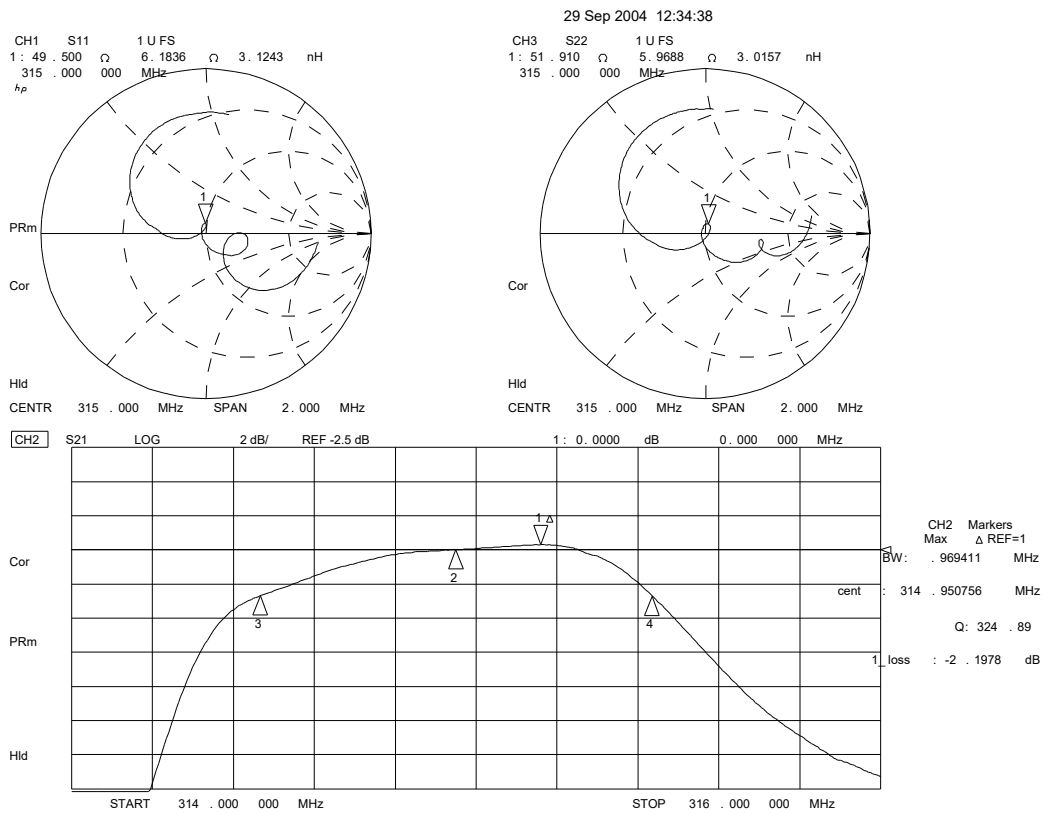 29 Sep 2004 12:34:38
CH1 S11 1 U FS
1 : 49 . 500 Ω 6 . 1836 Ω 3 . 1243 nH
315 . 000 000 MHz
hp
1
PRm
Cor
Hld
CENTR 315 . 000 MHz SPAN 2 . 000 MHz
CH3 S22 1 U FS
1 : 51 . 910 Ω 5 . 9688 Ω 3 . 0157 nH
315 . 000 000 MHz
1
Cor
Hld
CENTR 315 . 000 MHz SPAN 2 . 000 MHz
CH2 S21 LOG 2 dB/ REF -2.5 dB 1 : 0 . 0000 dB 0 . 000 000 MHz
1 Δ
2
3
4
Cor
PRm
Hld
CH2 Markers
Max Δ REF=1
BW : . 969411 MHz
cent : 314 . 950756 MHz
Q : 324 . 89
1_loss : -2 . 1978 dB
START 314 . 000 000 MHz STOP 316 . 000 000 MHz